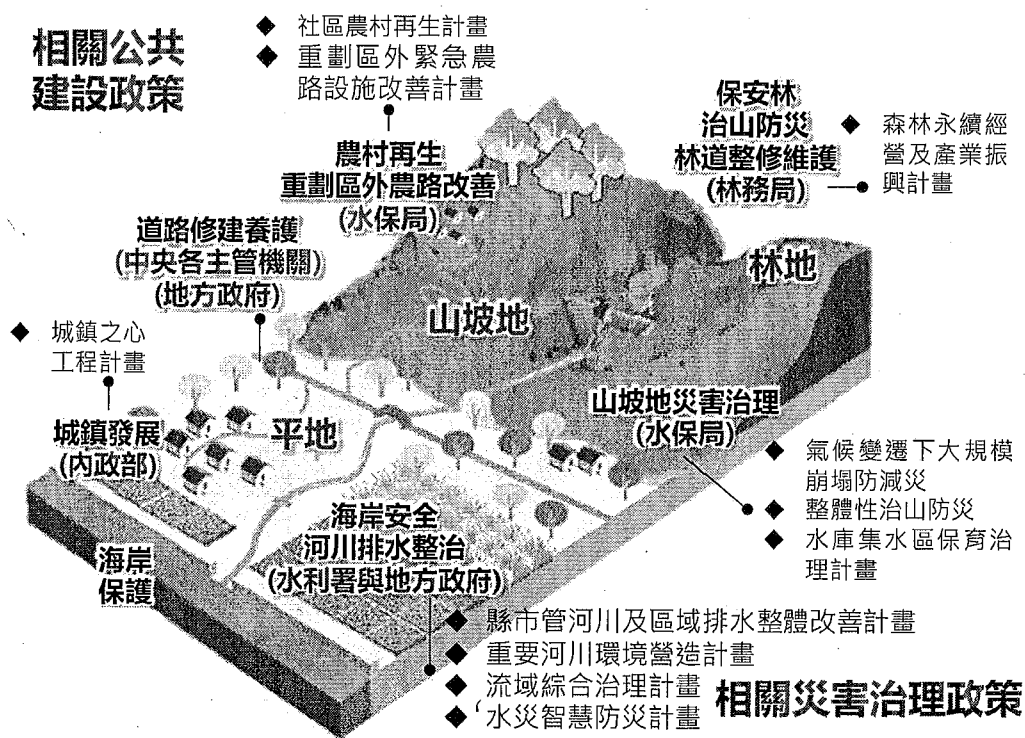 相關公共
建設政策
◆ 社區農村再生計畫
◆ 重劃區外緊急農
路設施改善計畫
農村再生
重劃區外農路改善
(水保局)
保安林
治山防災
林道整修維護
(林務局)
◆ 森林永續經
營及產業振
興計畫
道路修建養護
(中央各主管機關)
(地方政府)
林地
山坡地
◆ 城鎮之心
工程計畫
城鎮發展
(內政部)
平地
山坡地災害治理
(水保局)
◆ 氣候變遷下大規模
崩塌防減災
◆ 整體性治山防災
◆ 水庫集水區保育治
理計畫
海岸
保護
海岸安全
河川排水整治
(水利署與地方政府)
◆ 縣市管河川及區域排水整體改善計畫
◆ 重要河川環境營造計畫
◆ 流域綜合治理計畫
◆ 水災智慧防災計畫
相關災害治理政策